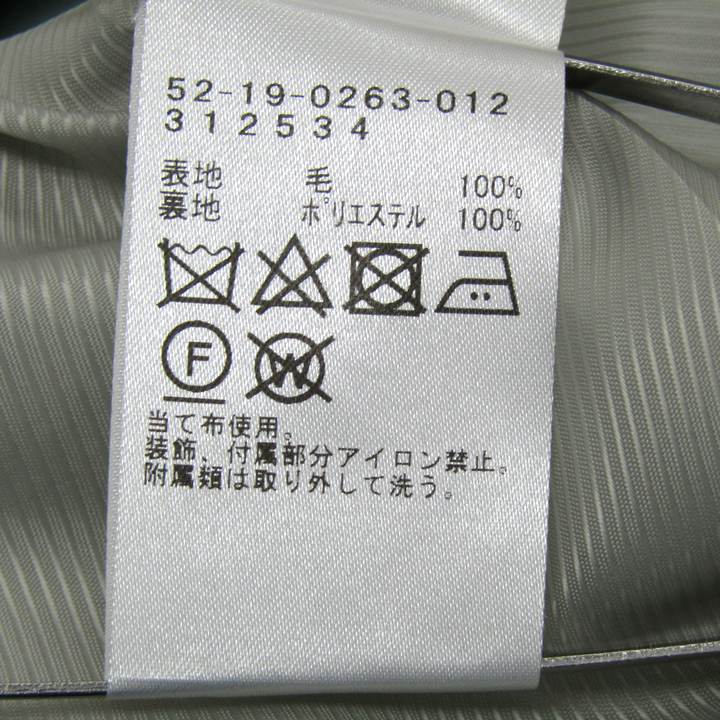 52-19-0263-012
312534
表地 毛 100%
裏地 ポリエステル 100%
F W
当て布使用。
装飾、付属部分アイロン禁止。
附属類は取り外して洗う。